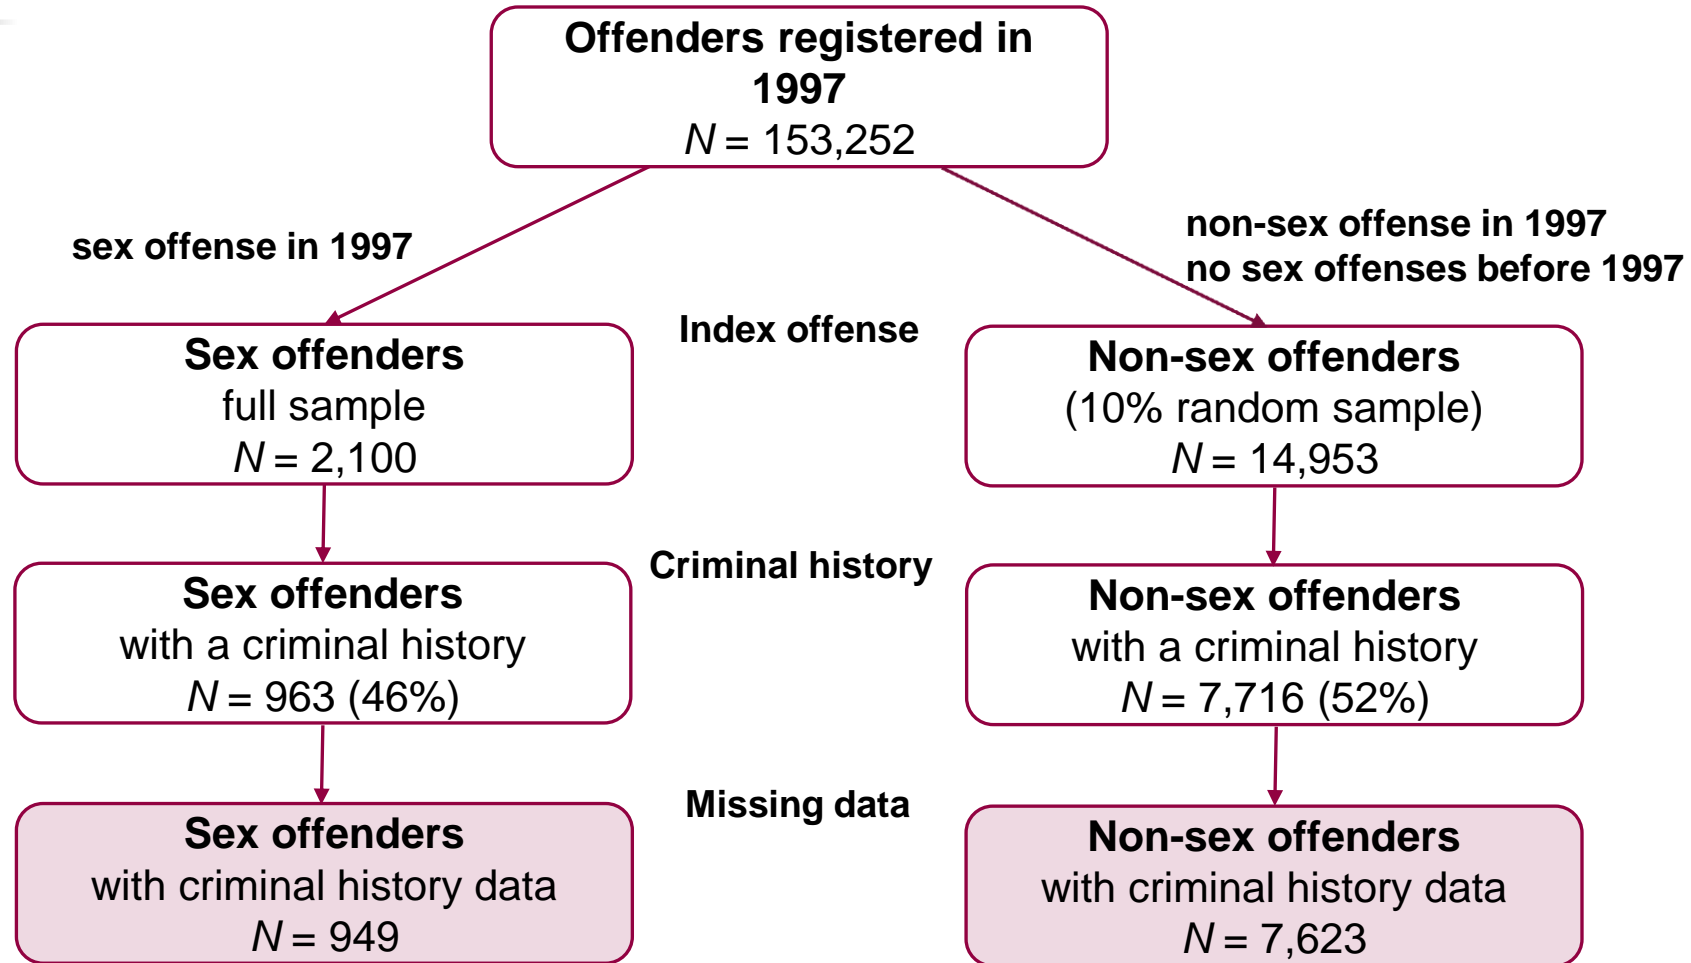 Offenders registered in
1997
N = 153,252
sex offense in 1997
non-sex offense in 1997
no sex offenses before 1997
Index offense
Sex offenders
full sample
N = 2,100
Non-sex offenders
(10% random sample)
N = 14,953
Criminal history
Sex offenders
with a criminal history
N = 963 (46%)
Non-sex offenders
with a criminal history
N = 7,716 (52%)
Missing data
Sex offenders
with criminal history data
N = 949
Non-sex offenders
with criminal history data
N = 7,623